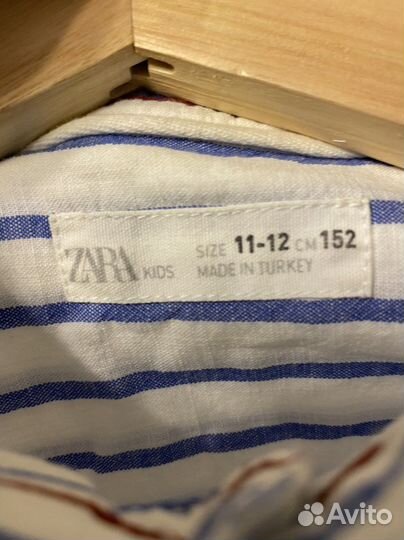 ZARA KIDS
SIZE 11-12 CM 152
MADE IN TURKEY
Avito